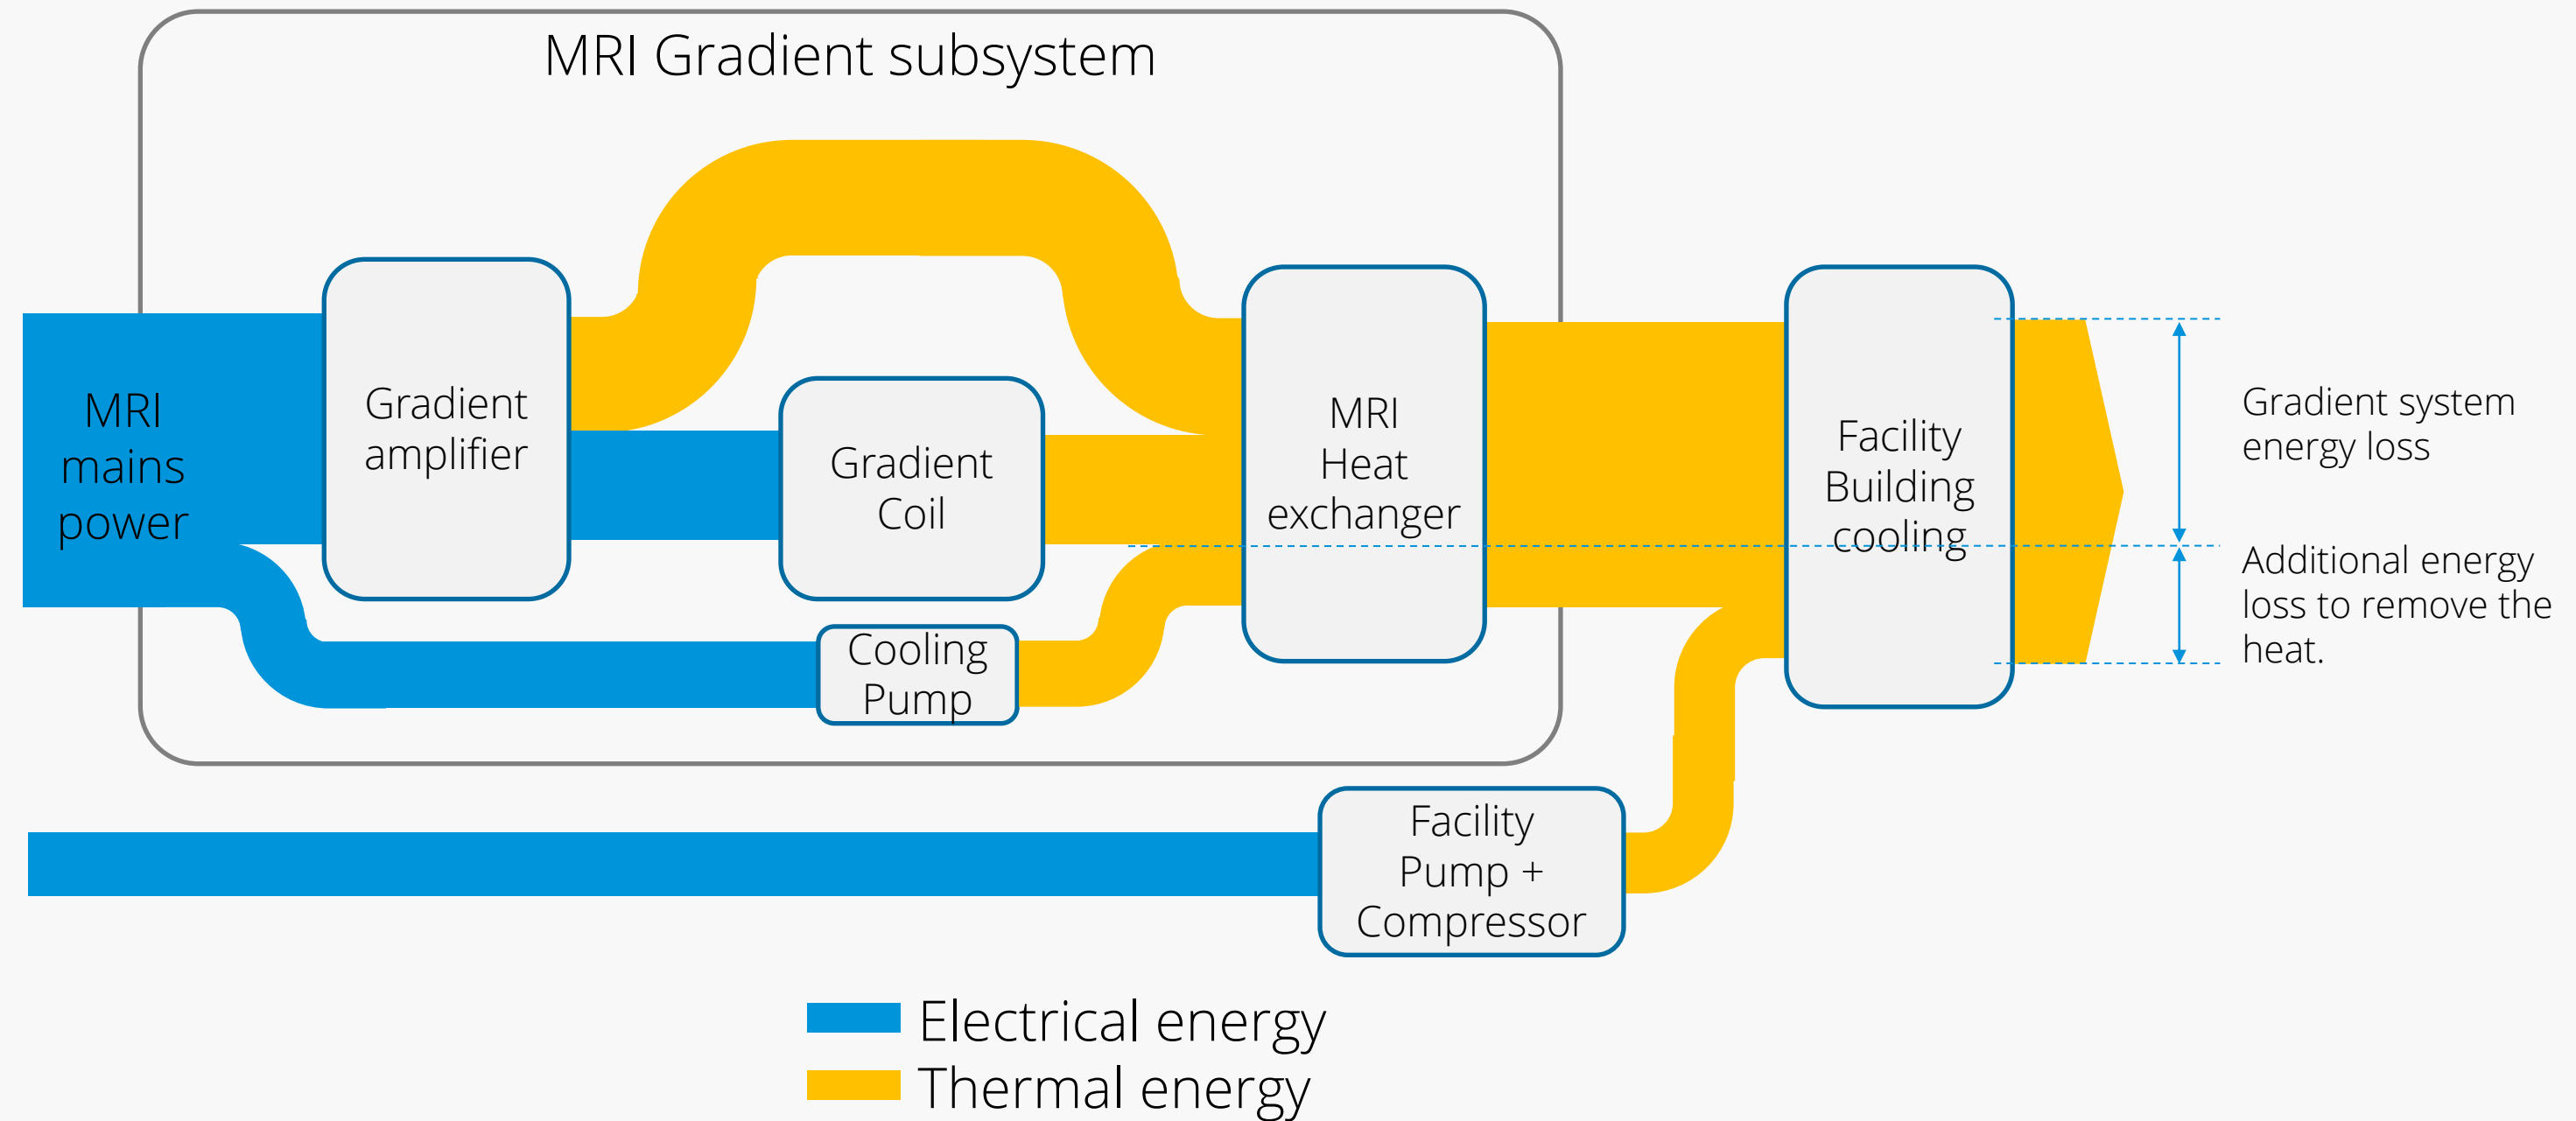 MRI Gradient subsystem
MRI
mains
power
Gradient
amplifier
Gradient
Coil
Cooling
Pump
MRI
Heat
exchanger
Facility
Building
cooling
Gradient system
energy loss
Additional energy
loss to remove the
heat.
Facility
Pump +
Compressor
Electrical energy
Thermal energy